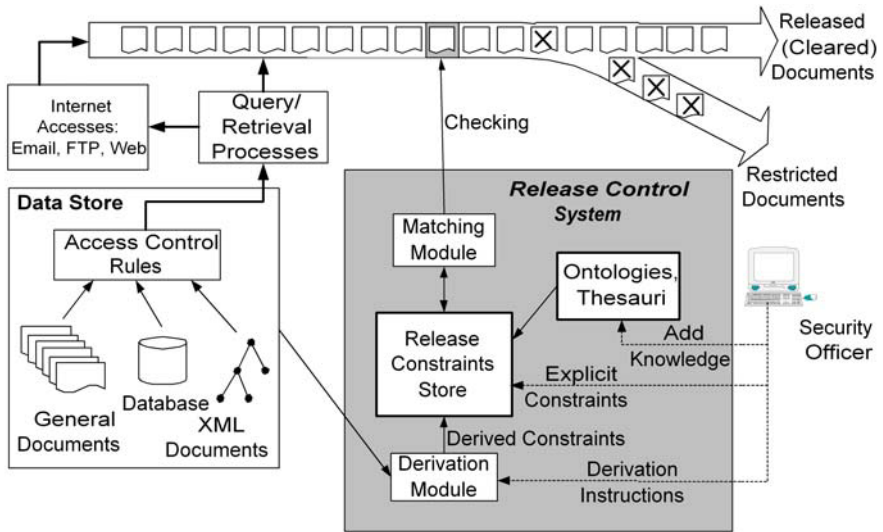 Released
(Cleared)
Documents
Internet
Accesses:
Email, FTP, Web
Query/
Retrieval
Processes
Checking
Restricted
Documents
Data Store
Access Control
Rules
General
Documents
Database
XML
Documents
Release Control
System
Matching
Module
Ontologies,
Thesauri
Release
Constraints
Store
Add
Knowledge
Explicit
Constraints
Derived Constraints
Derivation
Module
Derivation
Instructions
Security
Officer